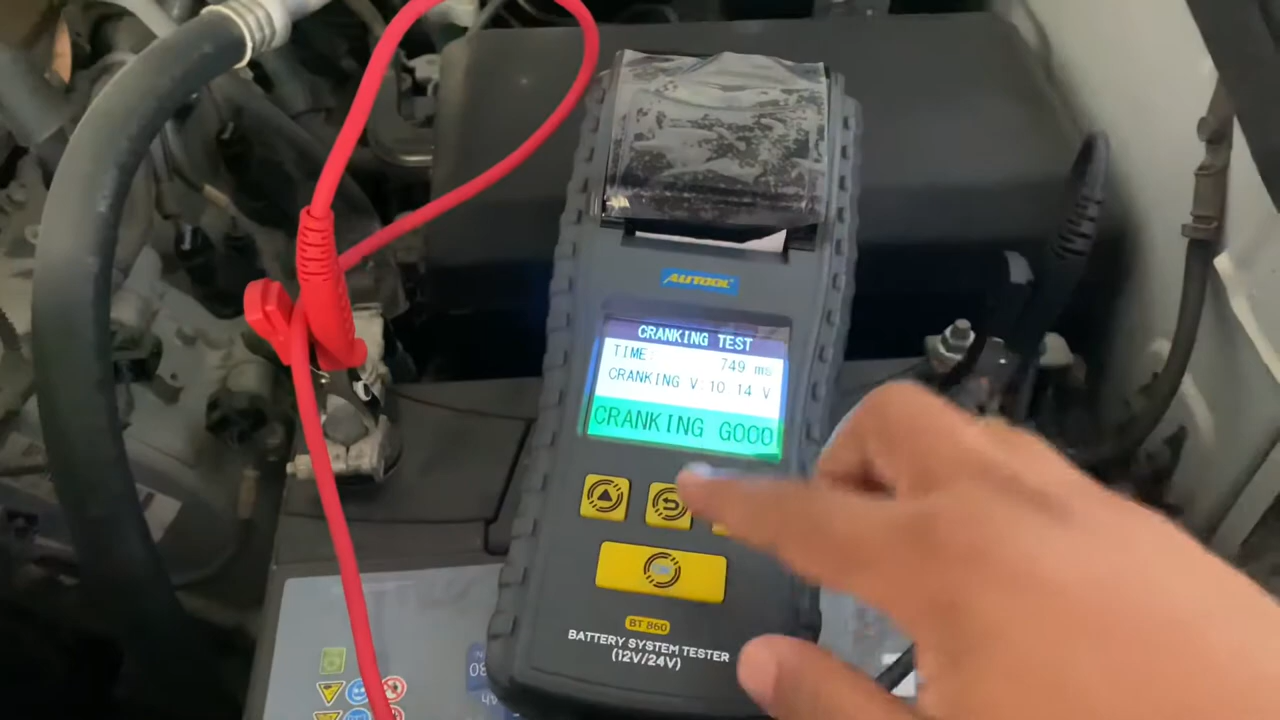 AUTOOL
CRANKING TEST
TIME: 749 ms
CRANKING V 10 14 V
CRANKING GOOD
BT 860
BATTERY SYSTEM TESTER
(12V/24V)